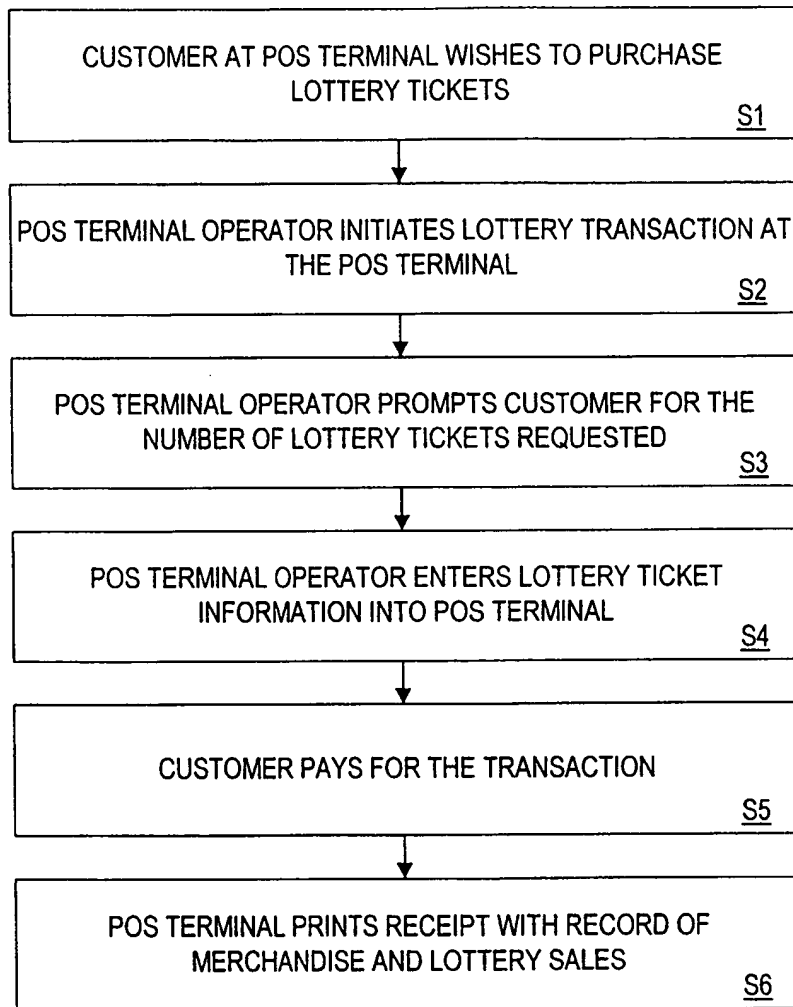 CUSTOMER AT POS TERMINAL WISHES TO PURCHASE
LOTTERY TICKETS
S1
POS TERMINAL OPERATOR INITIATES LOTTERY TRANSACTION AT
THE POS TERMINAL
S2
POS TERMINAL OPERATOR PROMPTS CUSTOMER FOR THE
NUMBER OF LOTTERY TICKETS REQUESTED
S3
POS TERMINAL OPERATOR ENTERS LOTTERY TICKET
INFORMATION INTO POS TERMINAL
S4
CUSTOMER PAYS FOR THE TRANSACTION
S5
POS TERMINAL PRINTS RECEIPT WITH RECORD OF
MERCHANDISE AND LOTTERY SALES
S6